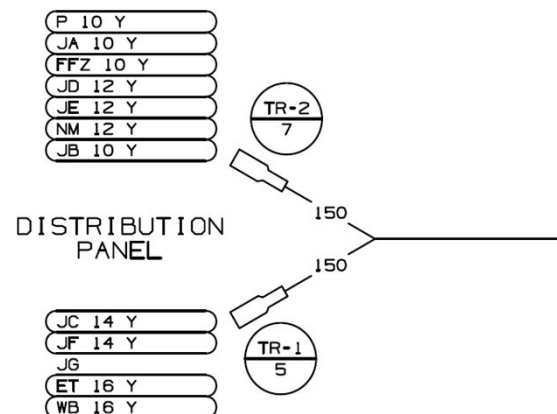 P 10 Y
JA 10 Y
FFZ 10 Y
JD 12 Y
JE 12 Y
NM 12 Y
JB 10 Y
TR-2
7
150
DISTRIBUTION
PANEL
150
JC 14 Y
JF 14 Y
JG
ET 16 Y
WB 16 Y
TR-1
5